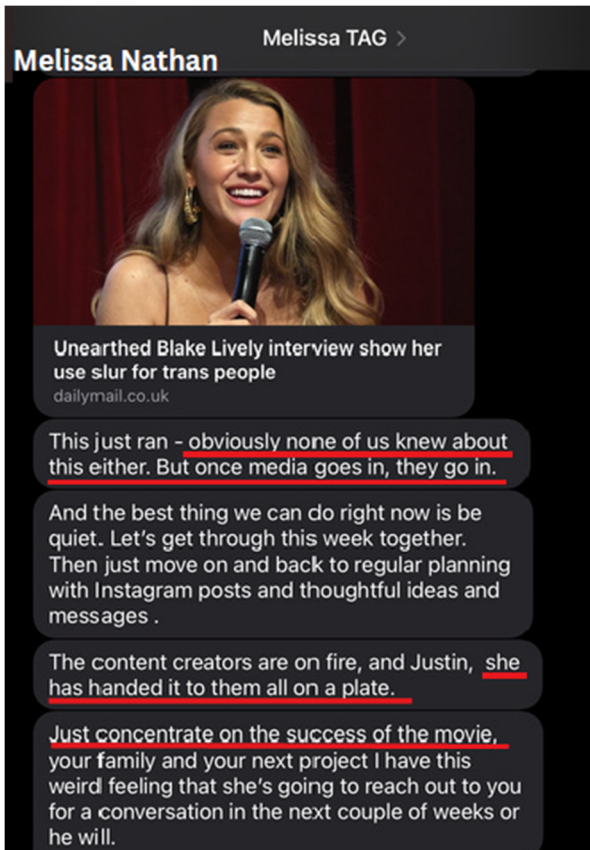 Melissa TAG >
Melissa Nathan
Unearthed Blake Lively interview show her
use slur for trans people
dailymail.co.uk
This just ran - obviously none of us knew about
this either. But once media goes in, they go in.
And the best thing we can do right now is be
quiet. Let's get through this week together.
Then just move on and back to regular planning
with Instagram posts and thoughtful ideas and
messages .
The content creators are on fire, and Justin, she
has handed it to them all on a plate.
Just concentrate on the success of the movie,
your family and your next project I have this
weird feeling that she's going to reach out to you
for a conversation in the next couple of weeks or
he will.